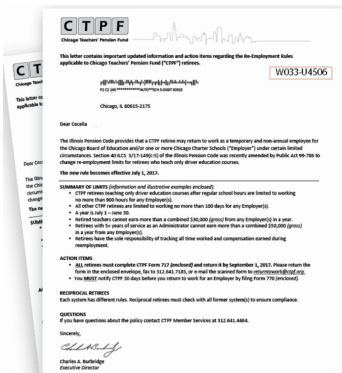 CTPF
Chicago Teachers' Pension Fund
This letter contains important updated information and action items regarding the Re-Employment Rules
applicable to Chicago Teachers' Pension Fund ("CTPF") retirees.
W033-U4506
Chicago, IL 60615-2175
Dear Cecelia
The Illinois Pension Code provides that a CTPF retiree may return to work as a temporary and non-annual employee for
the Chicago Board of Education and/or one or more Chicago Charter Schools ("Employer") under certain limited
circumstances. Section 40 ILCS 5/17-149(c-5) of the Illinois Pension Code was recently amended by Public Act 99-786 to
change re-employment limits for retirees who teach only driver education courses.
The new rule becomes effective July 1, 2017.
SUMMARY OF LIMITS (information and illustrative examples enclosed):
• CTPF retirees teaching only driver education courses after regular school hours are limited to working
no more than 900 hours for any Employer(s).
• All other CTPF retirees are limited to working no more than 100 days for any Employer(s).
• A year is July 1 – June 30.
• Retired teachers cannot earn more than a combined $30,000 (gross) from any Employer(s) in a year.
• Retirees with 5+ years of service as an Administrator cannot earn more than a combined $50,000 (gross)
in a year from any Employer(s).
• Retirees have the sole responsibility of tracking all time worked and compensation earned during
reemployment.
ACTION ITEMS
• ALL retirees must complete CTPF Form 717 (enclosed) and return it by September 1, 2017. Please return the
form in the enclosed envelope, fax to 312.641.7185, or e-mail the scanned form to returntowork@ctpf.org.
• You MUST notify CTPF 30 days before you return to work for an Employer by filing Form 770 (enclosed).
RECIPROCAL RETIREES
Each system has different rules. Reciprocal retirees must check with all former system(s) to ensure compliance.
QUESTIONS
If you have questions about the policy contact CTPF Member Services at 312.641.4464.
Sincerely,
Charles A. Burbridge
Executive Director